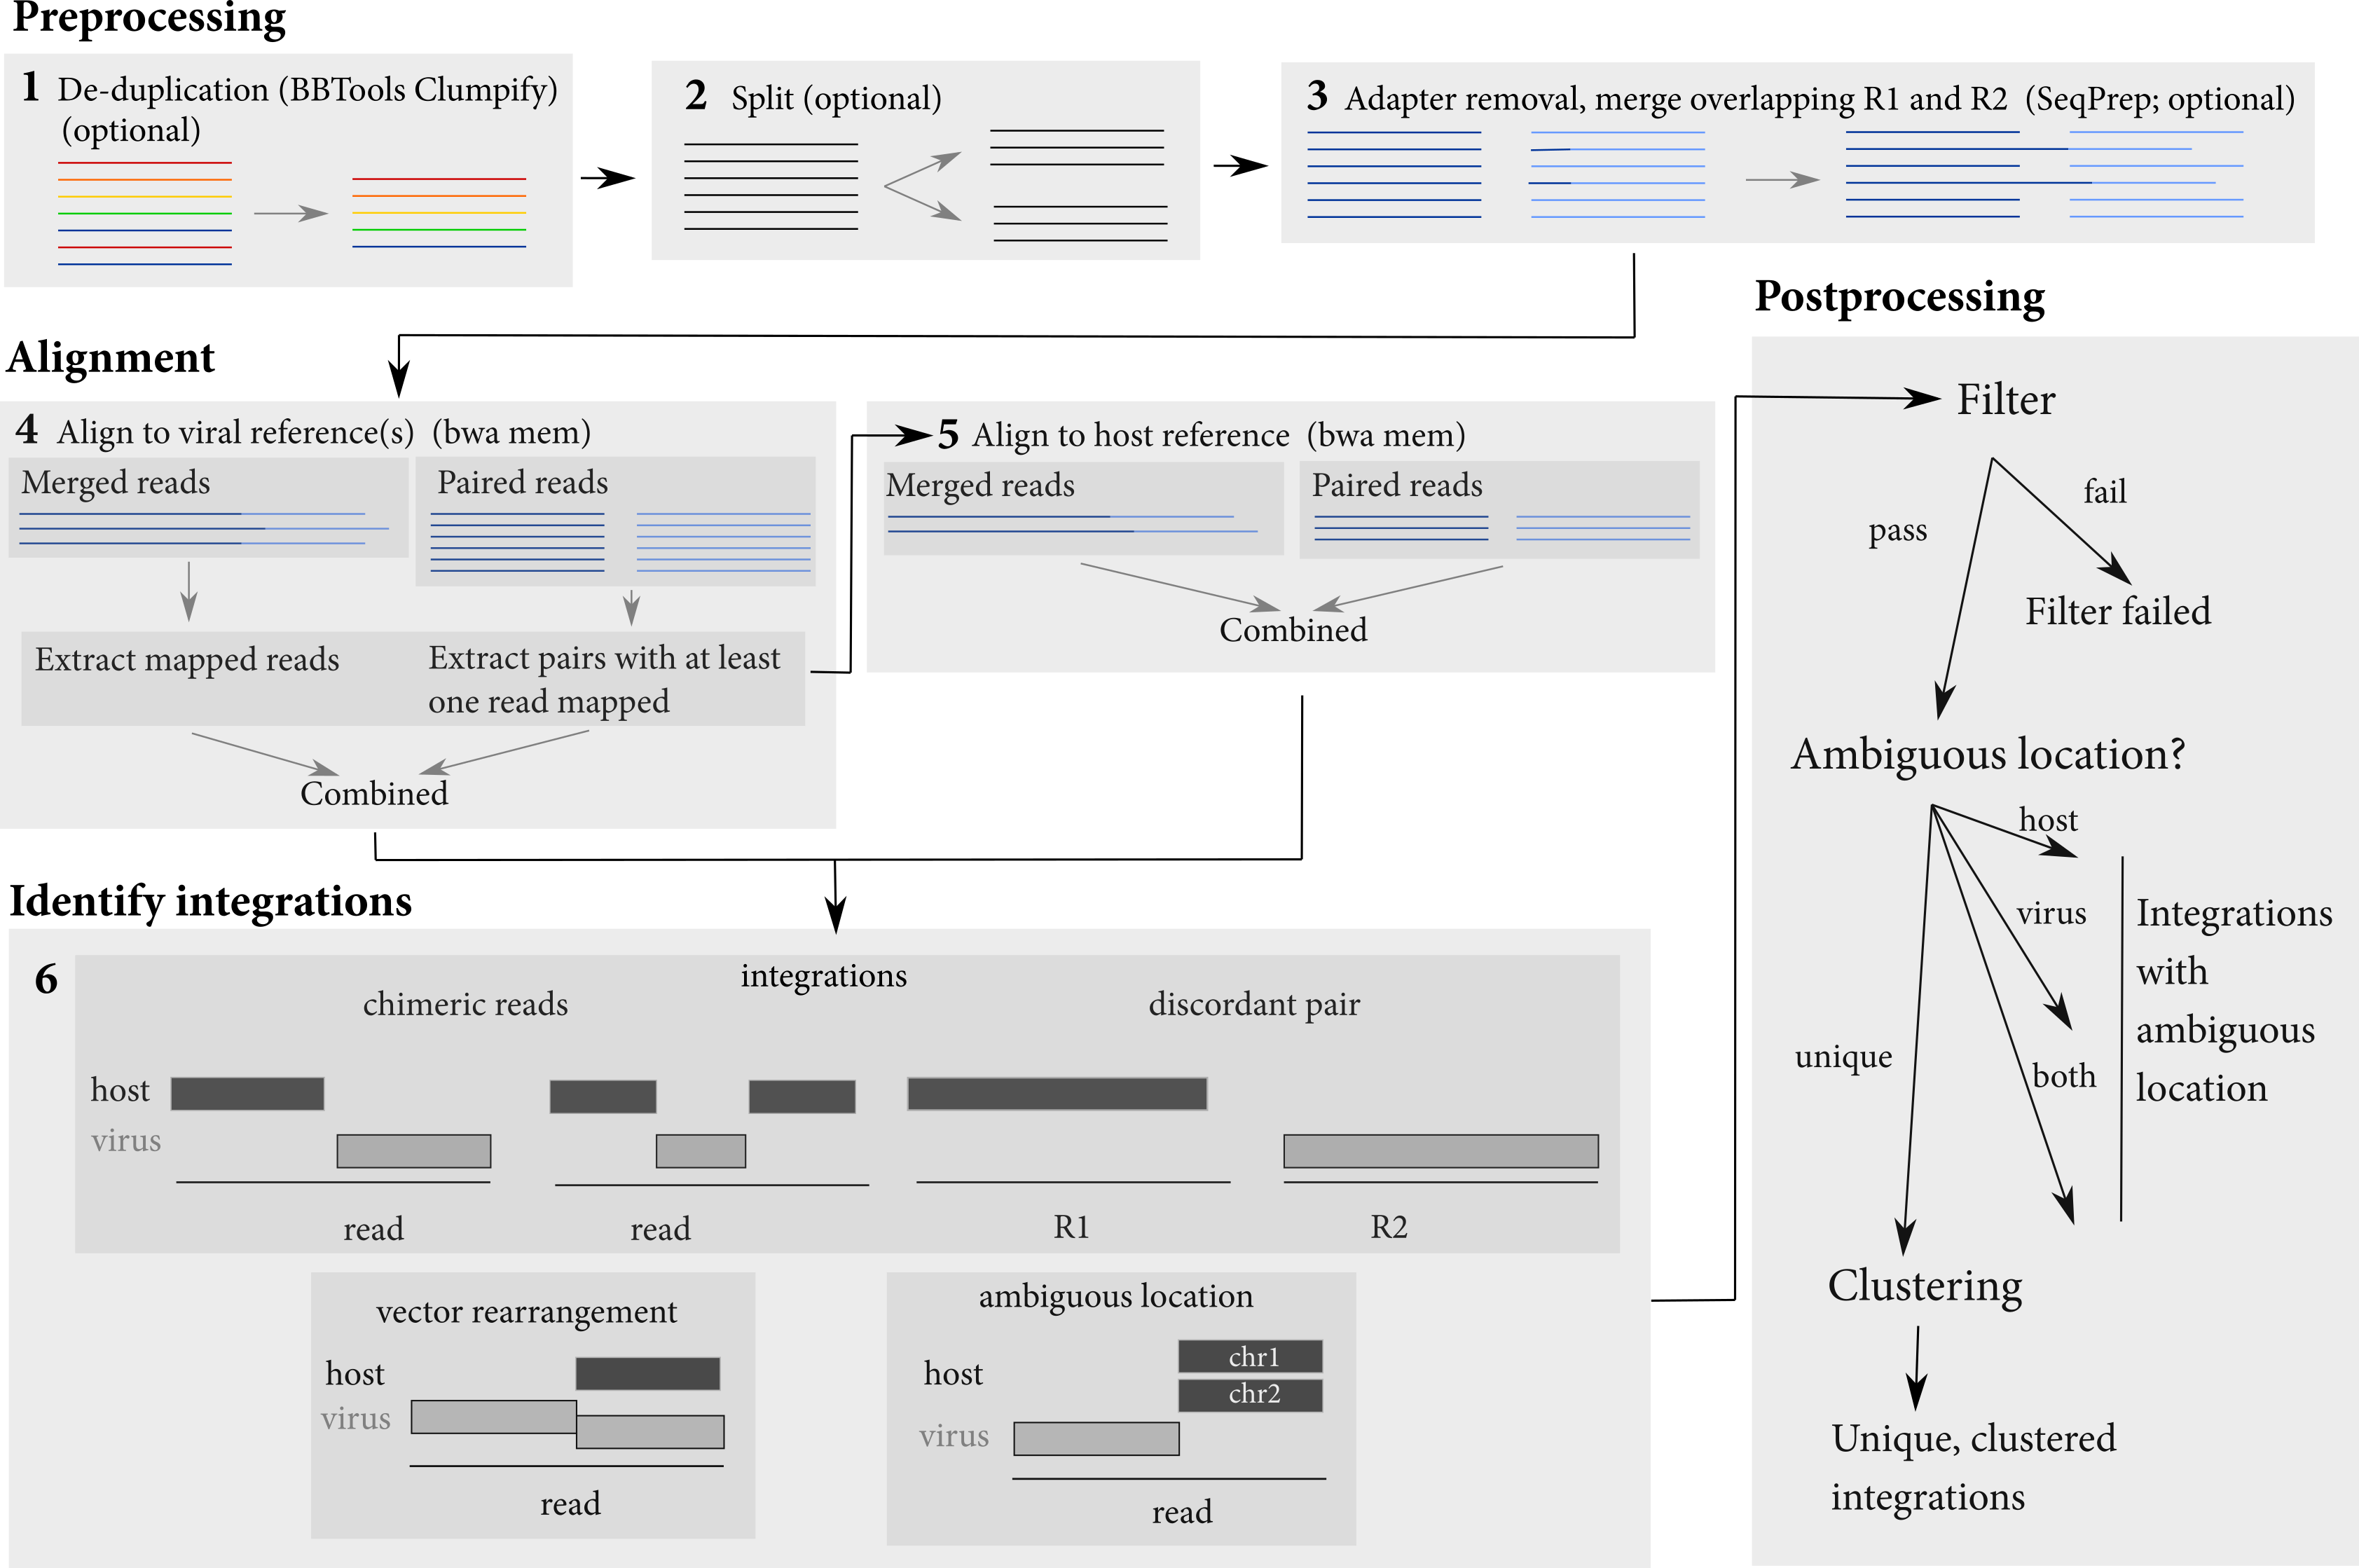 Preprocessing
1 De-duplication (BBTools Clumpify)
(optional)
2 Split (optional)
3 Adapter removal, merge overlapping R1 and R2 (SeqPrep; optional)
Alignment
4 Align to viral reference(s) (bwa mem)
Merged reads
Paired reads
Extract mapped reads
Extract pairs with at least
one read mapped
Combined
5 Align to host reference (bwa mem)
Merged reads
Paired reads
Combined
Identify integrations
6
integrations
chimeric reads
discordant pair
host
virus
read
read
R1
R2
vector rearrangement
host
virus
read
ambiguous location
host
chr1
chr2
virus
read
Postprocessing
Filter
pass
fail
Filter failed
Ambiguous location?
host
virus
both
unique
Integrations
with
ambiguous
location
Clustering
Unique, clustered
integrations